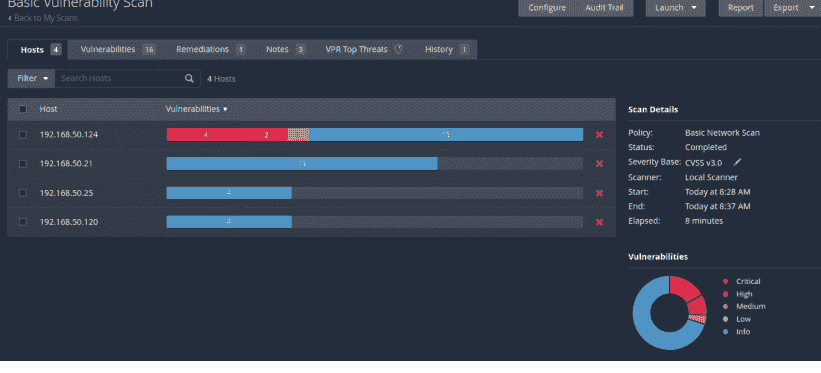 Basic Vulnerability Scan
Back to My Scans
Configure Audit Trail Launch Report Export
Hosts 4 Vulnerabilities 16 Remediations 1 Notes 3 VPR Top Threats History 1
Filter Search Hosts 4 Hosts
Host Vulnerabilities
192.168.50.124 4 2
192.168.50.21
192.168.50.25 4
192.168.50.120 4
Scan Details
Policy: Basic Network Scan
Status: Completed
Severity Base: CVSS v3.0
Scanner: Local Scanner
Start: Today at 8:28 AM
End: Today at 8:37 AM
Elapsed: 8 minutes
Vulnerabilities
Critical
High
Medium
Low
Info